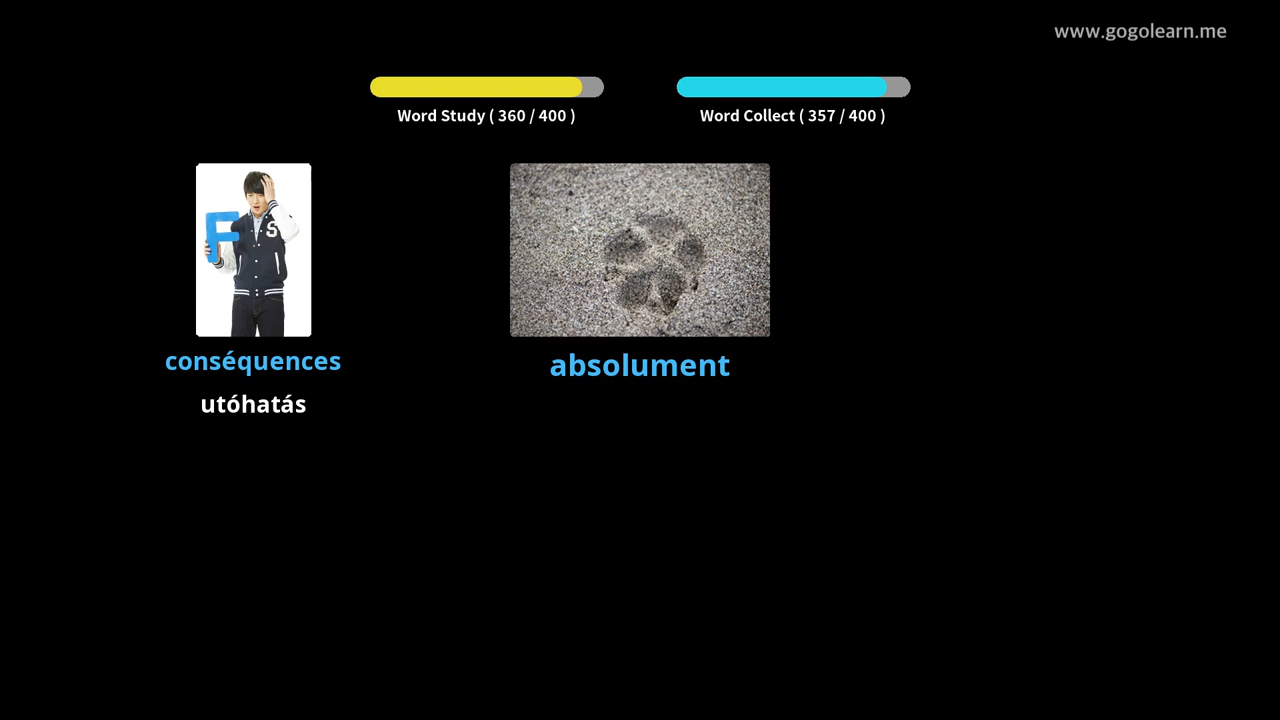 www.gogolearn.me
Word Study ( 360 / 400 )
Word Collect ( 357 / 400 )
F
S
conséquences
absolument
utóhatás